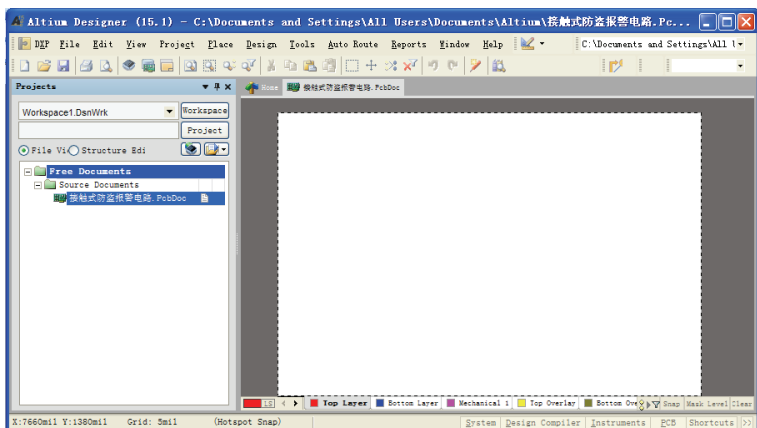 Altium Designer (15.1) - C:\Documents and Settings\All Users\Documents\Altium\接触式防盗报警电路.Pc...
DXP File Edit View Project Place Design Tools Auto Route Reports Window Help C:\Documents and Settings\All
Projects
Home 接触式防盗报警电路.PcbDoc
Workspace1.DsnWrk Workspace
Project
File Vi Structure Edi
Free Documents
Source Documents
接触式防盗报警电路.PcbDoc
LS Top Layer Bottom Layer Mechanical 1 Top Overlay Bottom Ove Snap Mask Level Clear
X:7660mil Y:1380mil Grid: 5mil (Hotspot Snap) System Design Compiler Instruments PCB Shortcuts >>